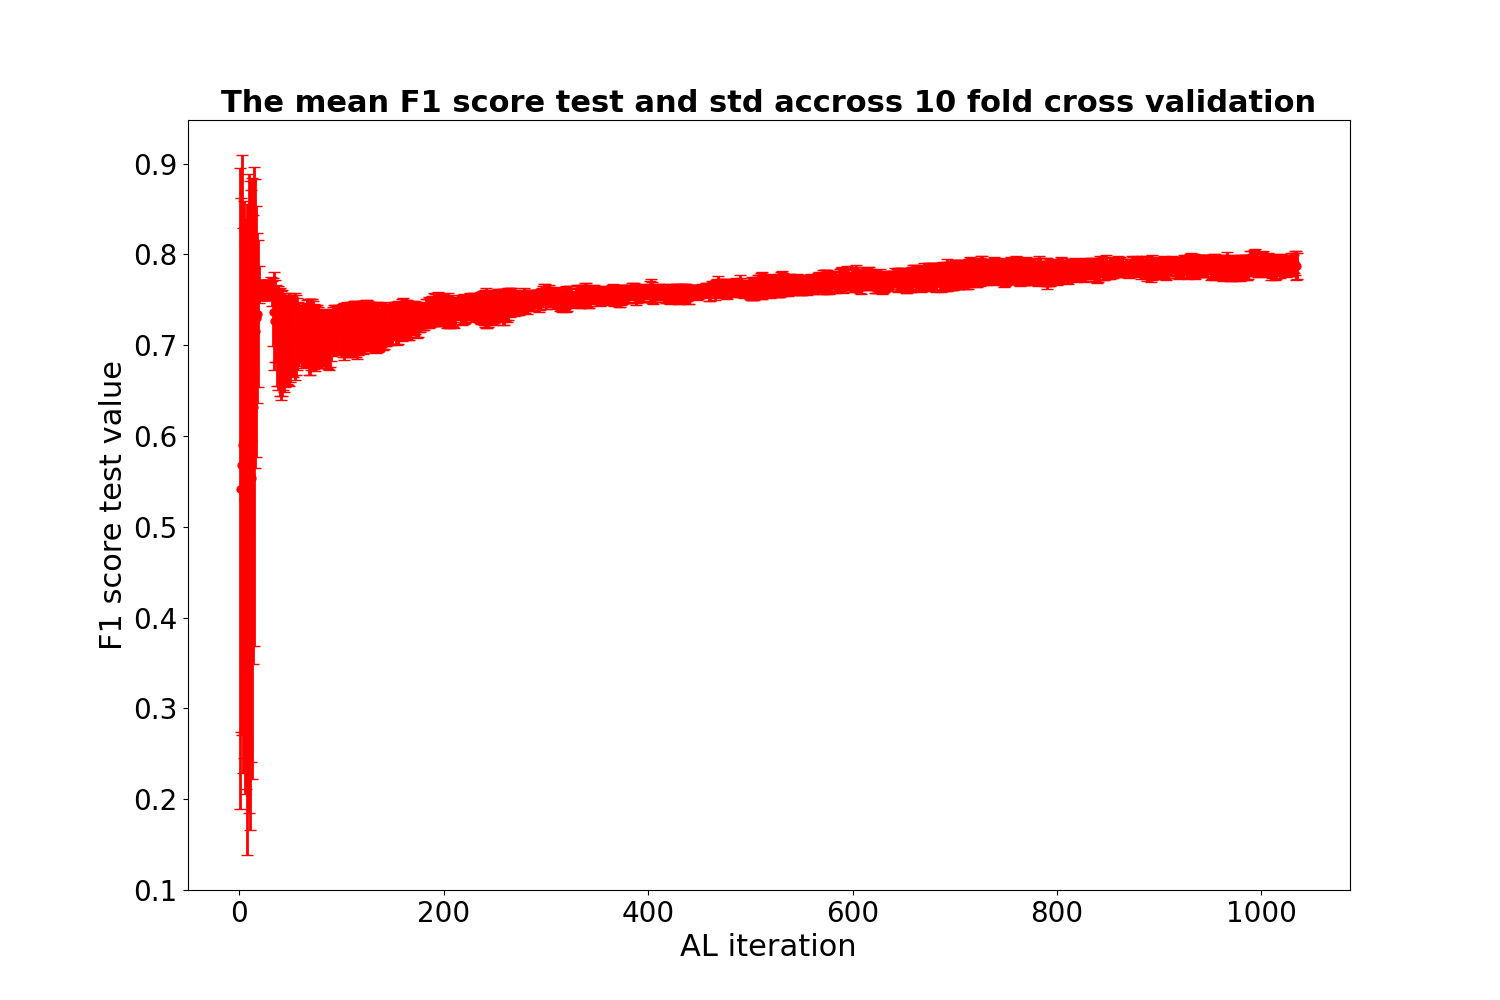 The mean F1 score test and std accross 10 fold cross validation
0.9
0.8
0.7
0.6
0.5
0.4
0.3
0.2
0.1
F1 score test value
0 200 400 600 800 1000
AL iteration